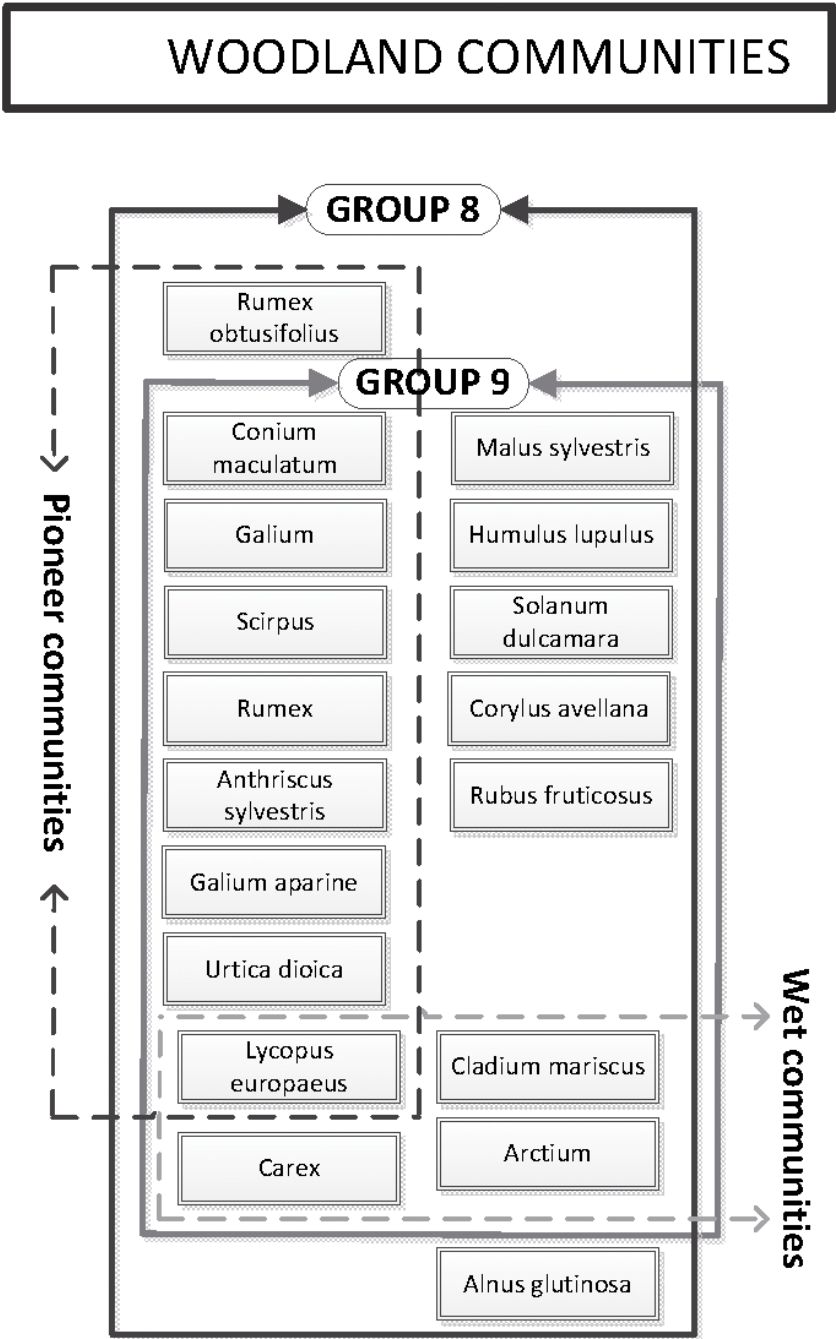 WOODLAND COMMUNITIES
GROUP 8
Rumex
obtusifolius
GROUP 9
Conium
maculatum
Malus sylvestris
Galium
Humulus lupulus
Scirpus
Solanum
dulcamara
Rumex
Corylus avellana
Anthriscus
sylvestris
Rubus fruticosus
Galium aparine
Urtica dioica
Lycopus
europaeus
Cladium mariscus
Carex
Arctium
Alnus glutinosa
Pioneer communities
Wet communities